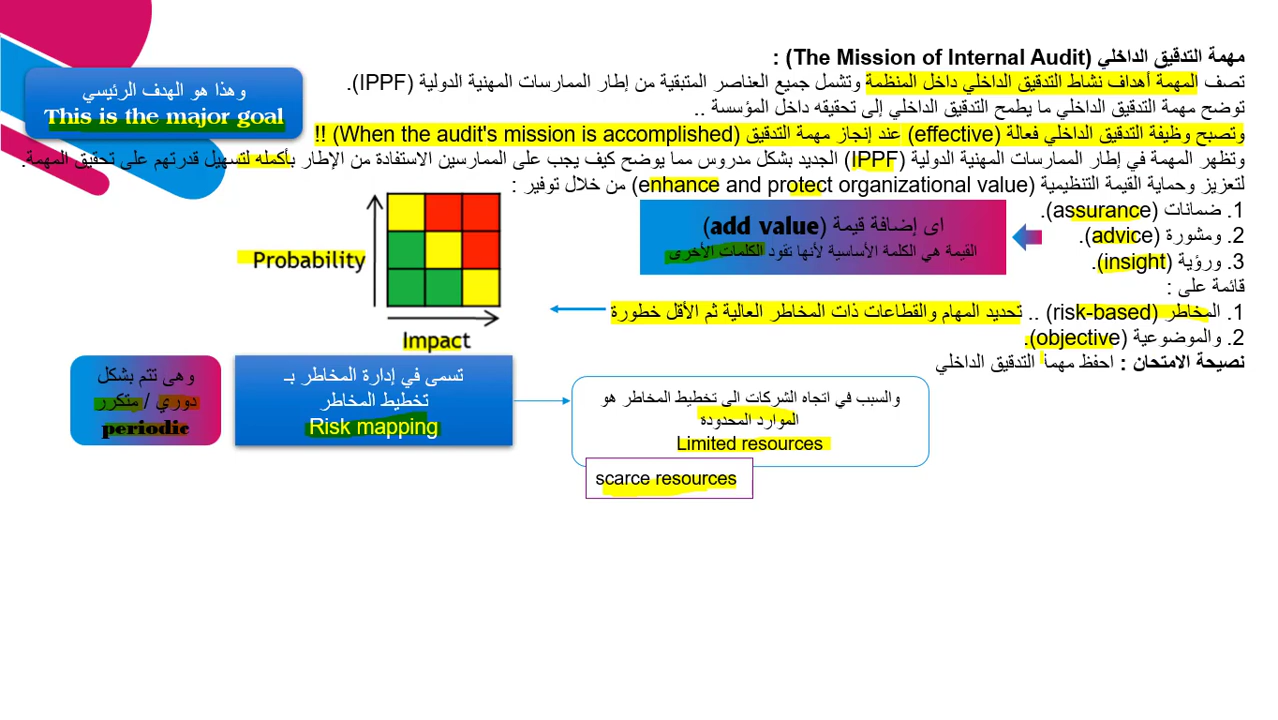 مهمة التدقيق الداخلي (The Mission of Internal Audit) :
تصف المهمة أهداف نشاط التدقيق الداخلي داخل المنظمة وتشمل جميع العناصر المتبقية من إطار الممارسات المهنية الدولية (IPPF).
توضح مهمة التدقيق الداخلي ما يطمح التدقيق الداخلي إلى تحقيقه داخل المؤسسة ..
وتصبح وظيفة التدقيق الداخلي فعالة (effective) عند إنجاز مهمة التدقيق (When the audit's mission is accomplished) !!
وتظهر المهمة في إطار الممارسات المهنية الدولية (IPPF) الجديد بشكل مدروس مما يوضح كيف يجب على الممارسين الاستفادة من الإطار بأكمله لتسهيل قدرتهم على تحقيق المهمة.
لتعزيز وحماية القيمة التنظيمية (enhance and protect organizational value) من خلال توفير :
1. ضمانات (assurance).
2. ومشورة (advice).
3. ورؤية (insight).
قائمة على :
1. المخاطر (risk-based) .. تحديد المهام والقطاعات ذات المخاطر العالية ثم الأقل خطورة
2. والموضوعية (objective).
نصيحة الامتحان : احفظ مهمة التدقيق الداخلي
وهذا هو الهدف الرئيسي
This is the major goal
اى إضافة قيمة (add value)
القيمة هي الكلمة الأساسية لأنها تقود الكلمات الأخرى
Probability
Impact
تسمى في إدارة المخاطر بـ
تخطيط المخاطر
Risk mapping
وهى تتم بشكل
دوري / متكرر
periodic
والسبب في اتجاه الشركات الى تخطيط المخاطر هو
الموارد المحدودة
Limited resources
scarce resources